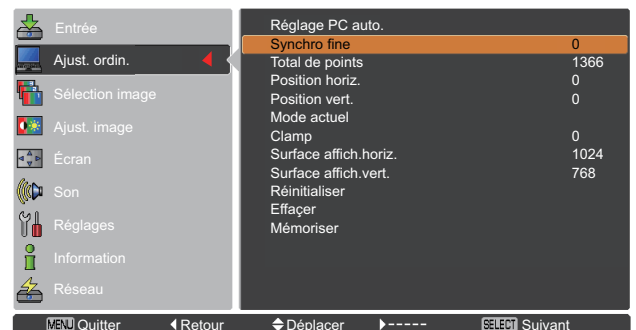 Entrée
Ajust. ordin.
Sélection image
Ajust. image
Écran
Son
Réglages
Information
Réseau
Réglage PC auto.
Synchro fine 0
Total de points 1366
Position horiz. 0
Position vert. 0
Mode actuel
Clamp 0
Surface affich.horiz. 1024
Surface affich.vert. 768
Réinitialiser
Effaçer
Mémoriser
MENU Quitter Retour Déplacer ----- SELECT Suivant